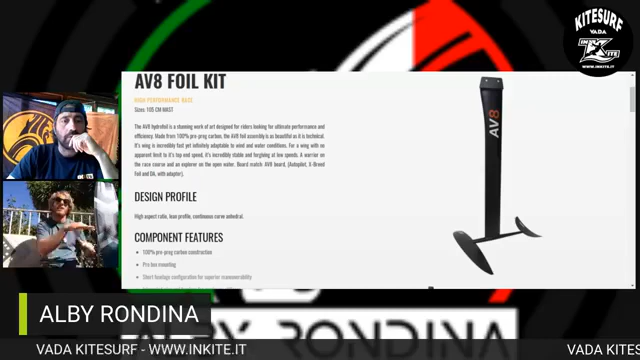 KITESURF
VADA
INKITE
WWW.INKITE.IT
AV8 FOIL KIT
HIGH PERFORMANCE RACE
Sizes: 105 CM MAST
The AV8 hydrofoil is a stunning work of art designed for riders looking for ultimate performance and
efficiency. Made from 100% pre-preg carbon, the AV8 foil assembly is as beautiful as it is technical.
It's wing is incredibly fast yet infinitely adaptable to wind and water conditions. For a wing with no
apparent limit to it's top end speed, it's incredibly stable and forgiving at low speed. A warrior on
the race course and an explorer on the open water. Board match: AV8 board, (Autopilot, X-Breed
Foil and DA, with adapter).
DESIGN PROFILE
High aspect ratio, lean profile, continuous curve anhedral.
COMPONENT FEATURES
• 100% pre-preg carbon construction
• Pro box mounting
• Short fuselage configuration for superior maneuverability
AV8
ALBY RONDINA
ALBY RONDINA
VADA KITESURF - WWW.INKITE.IT
VADA KITES